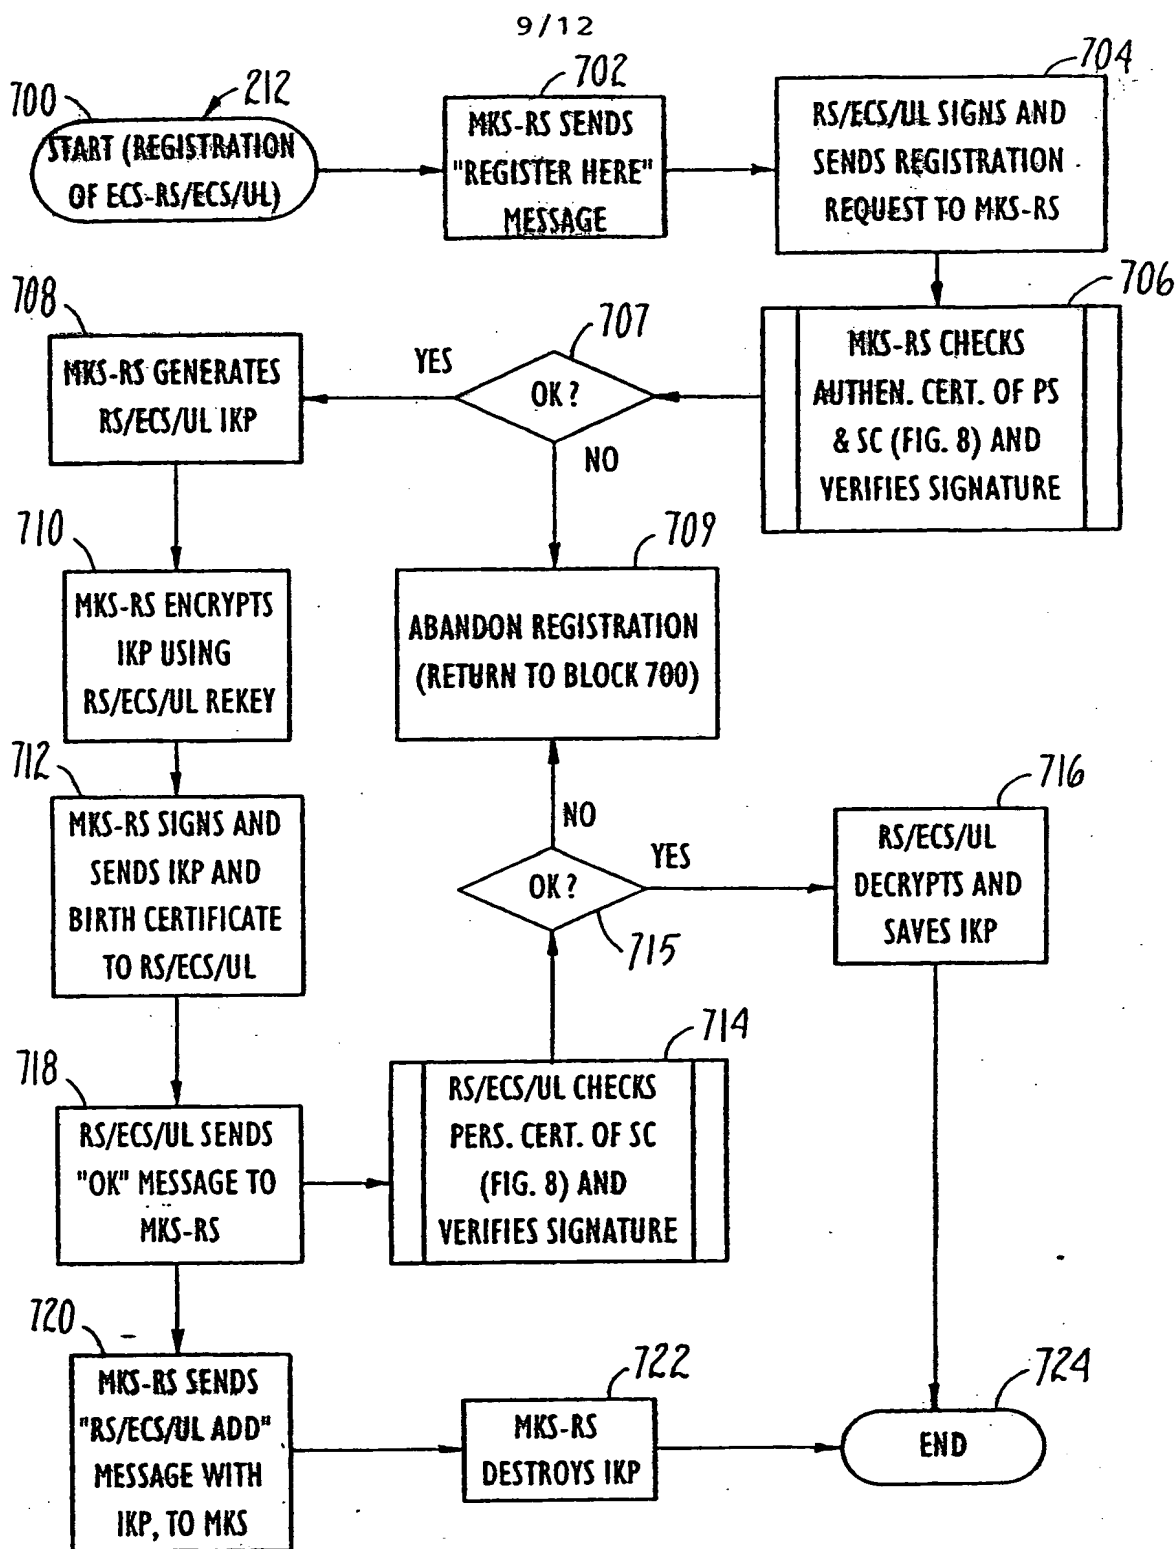 9/12
700
212
START (REGISTRATION
OF ECS-RS/ECS/UL)
702
MKS-RS SENDS
"REGISTER HERE"
MESSAGE
704
RS/ECS/UL SIGNS AND
SENDS REGISTRATION
REQUEST TO MKS-RS
706
MKS-RS CHECKS
AUTHEN. CERT. OF PS
& SC (FIG. 8) AND
VERIFIES SIGNATURE
707
OK?
YES
NO
708
MKS-RS GENERATES
RS/ECS/UL IKP
709
ABANDON REGISTRATION
(RETURN TO BLOCK 700)
710
MKS-RS ENCRYPTS
IKP USING
RS/ECS/UL REKEY
712
MKS-RS SIGNS AND
SENDS IKP AND
BIRTH CERTIFICATE
TO RS/ECS/UL
NO
OK?
YES
715
716
RS/ECS/UL
DECRYPTS AND
SAVES IKP
718
RS/ECS/UL SENDS
"OK" MESSAGE TO
MKS-RS
714
RS/ECS/UL CHECKS
PERS. CERT. OF SC
(FIG. 8) AND
VERIFIES SIGNATURE
720
MKS-RS SENDS
"RS/ECS/UL ADD"
MESSAGE WITH
IKP, TO MKS
722
MKS-RS
DESTROYS IKP
724
END